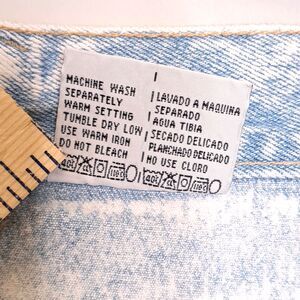 MACHINE WASH
SEPARATELY
WARM SETTING
TUMBLE DRY LOW
USE WARM IRON
DO NOT BLEACH
LAVADO A MAQUINA
SEPARADO
AGUA TIBIA
SECADO DELICADO
PLANCHADO DELICADO
NO USE CLORO